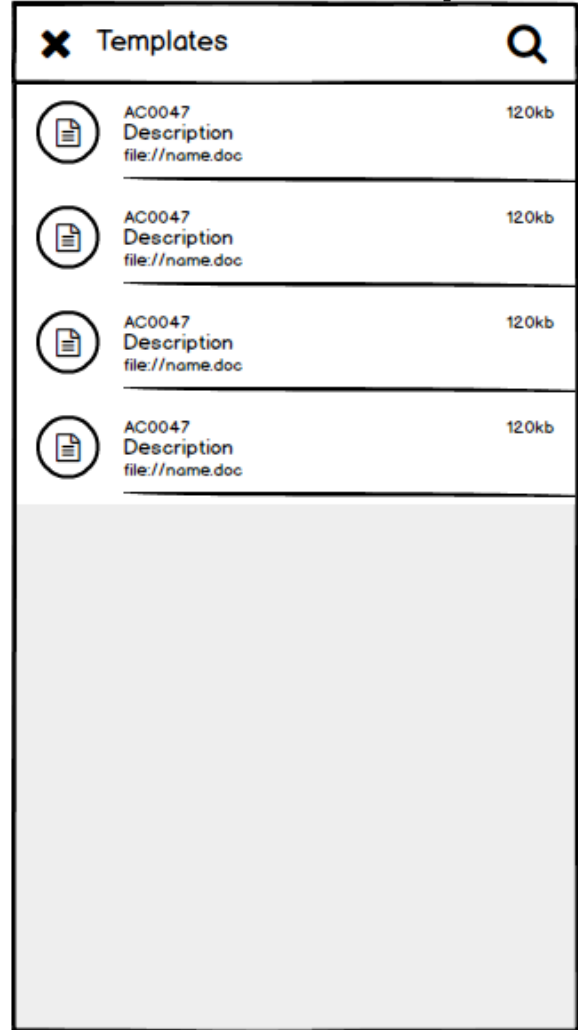 Templates
AC0047
120kb
Description
file://name.doc
AC0047
120kb
Description
file://name.doc
AC0047
120kb
Description
file://name.doc
AC0047
120kb
Description
file://name.doc